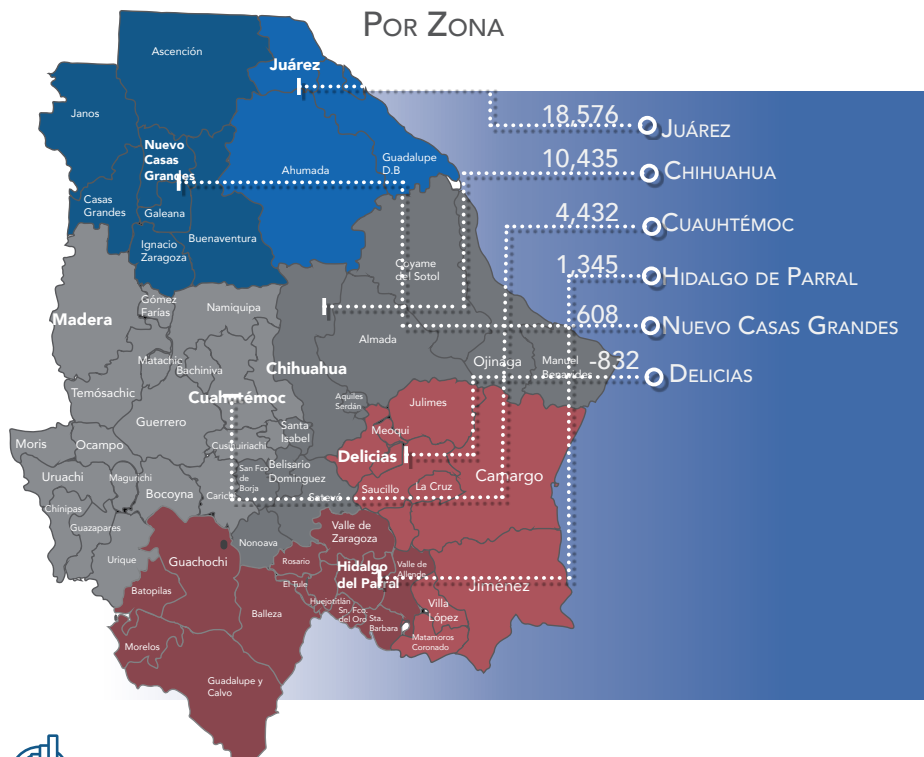 Por Zona
Ascención
Juárez
Janos
Nuevo
Casas
Grandes
Ahumada
Guadalupe
D.B
Casas
Grandes
Galeana
Buenaventura
Ignacio
Zaragoza
18,576
Juárez
10,435
Chihuahua
4,432
Cuauhtémoc
1,345
Hidalgo de Parral
608
Nuevo Casas Grandes
-832
Delicias
Coyame
del Sotol
Gómez
Farías
Namiquipa
Madera
Almada
Ojinaga
Manuel
Benavides
Matachic
Bachiniva
Chihuahua
Temósachic
Cuahutémoc
Aquiles
Serdán
Julimes
Guerrero
Santa
Isabel
Meoqui
Moris
Ocampo
Cusihuiriachi
Delicias
Camargo
Uruachi
Magurichi
Bocoyna
Carichi
San Fco
de
Borja
Belisario
Dominguez
Satevó
Saucillo
La Cruz
Chínipas
Guazapares
Urique
Nonoava
Valle de
Zaragoza
Guachochi
Rosario
Hidalgo
del Parral
Valle de
Allende
Jiménez
Batopilas
El Tule
Balleza
Huejotitlán
Sn. Fco.
del Oro
Sta.
Barbara
Villa
López
Matamoros
Coronado
Morelos
Guadalupe y
Calvo